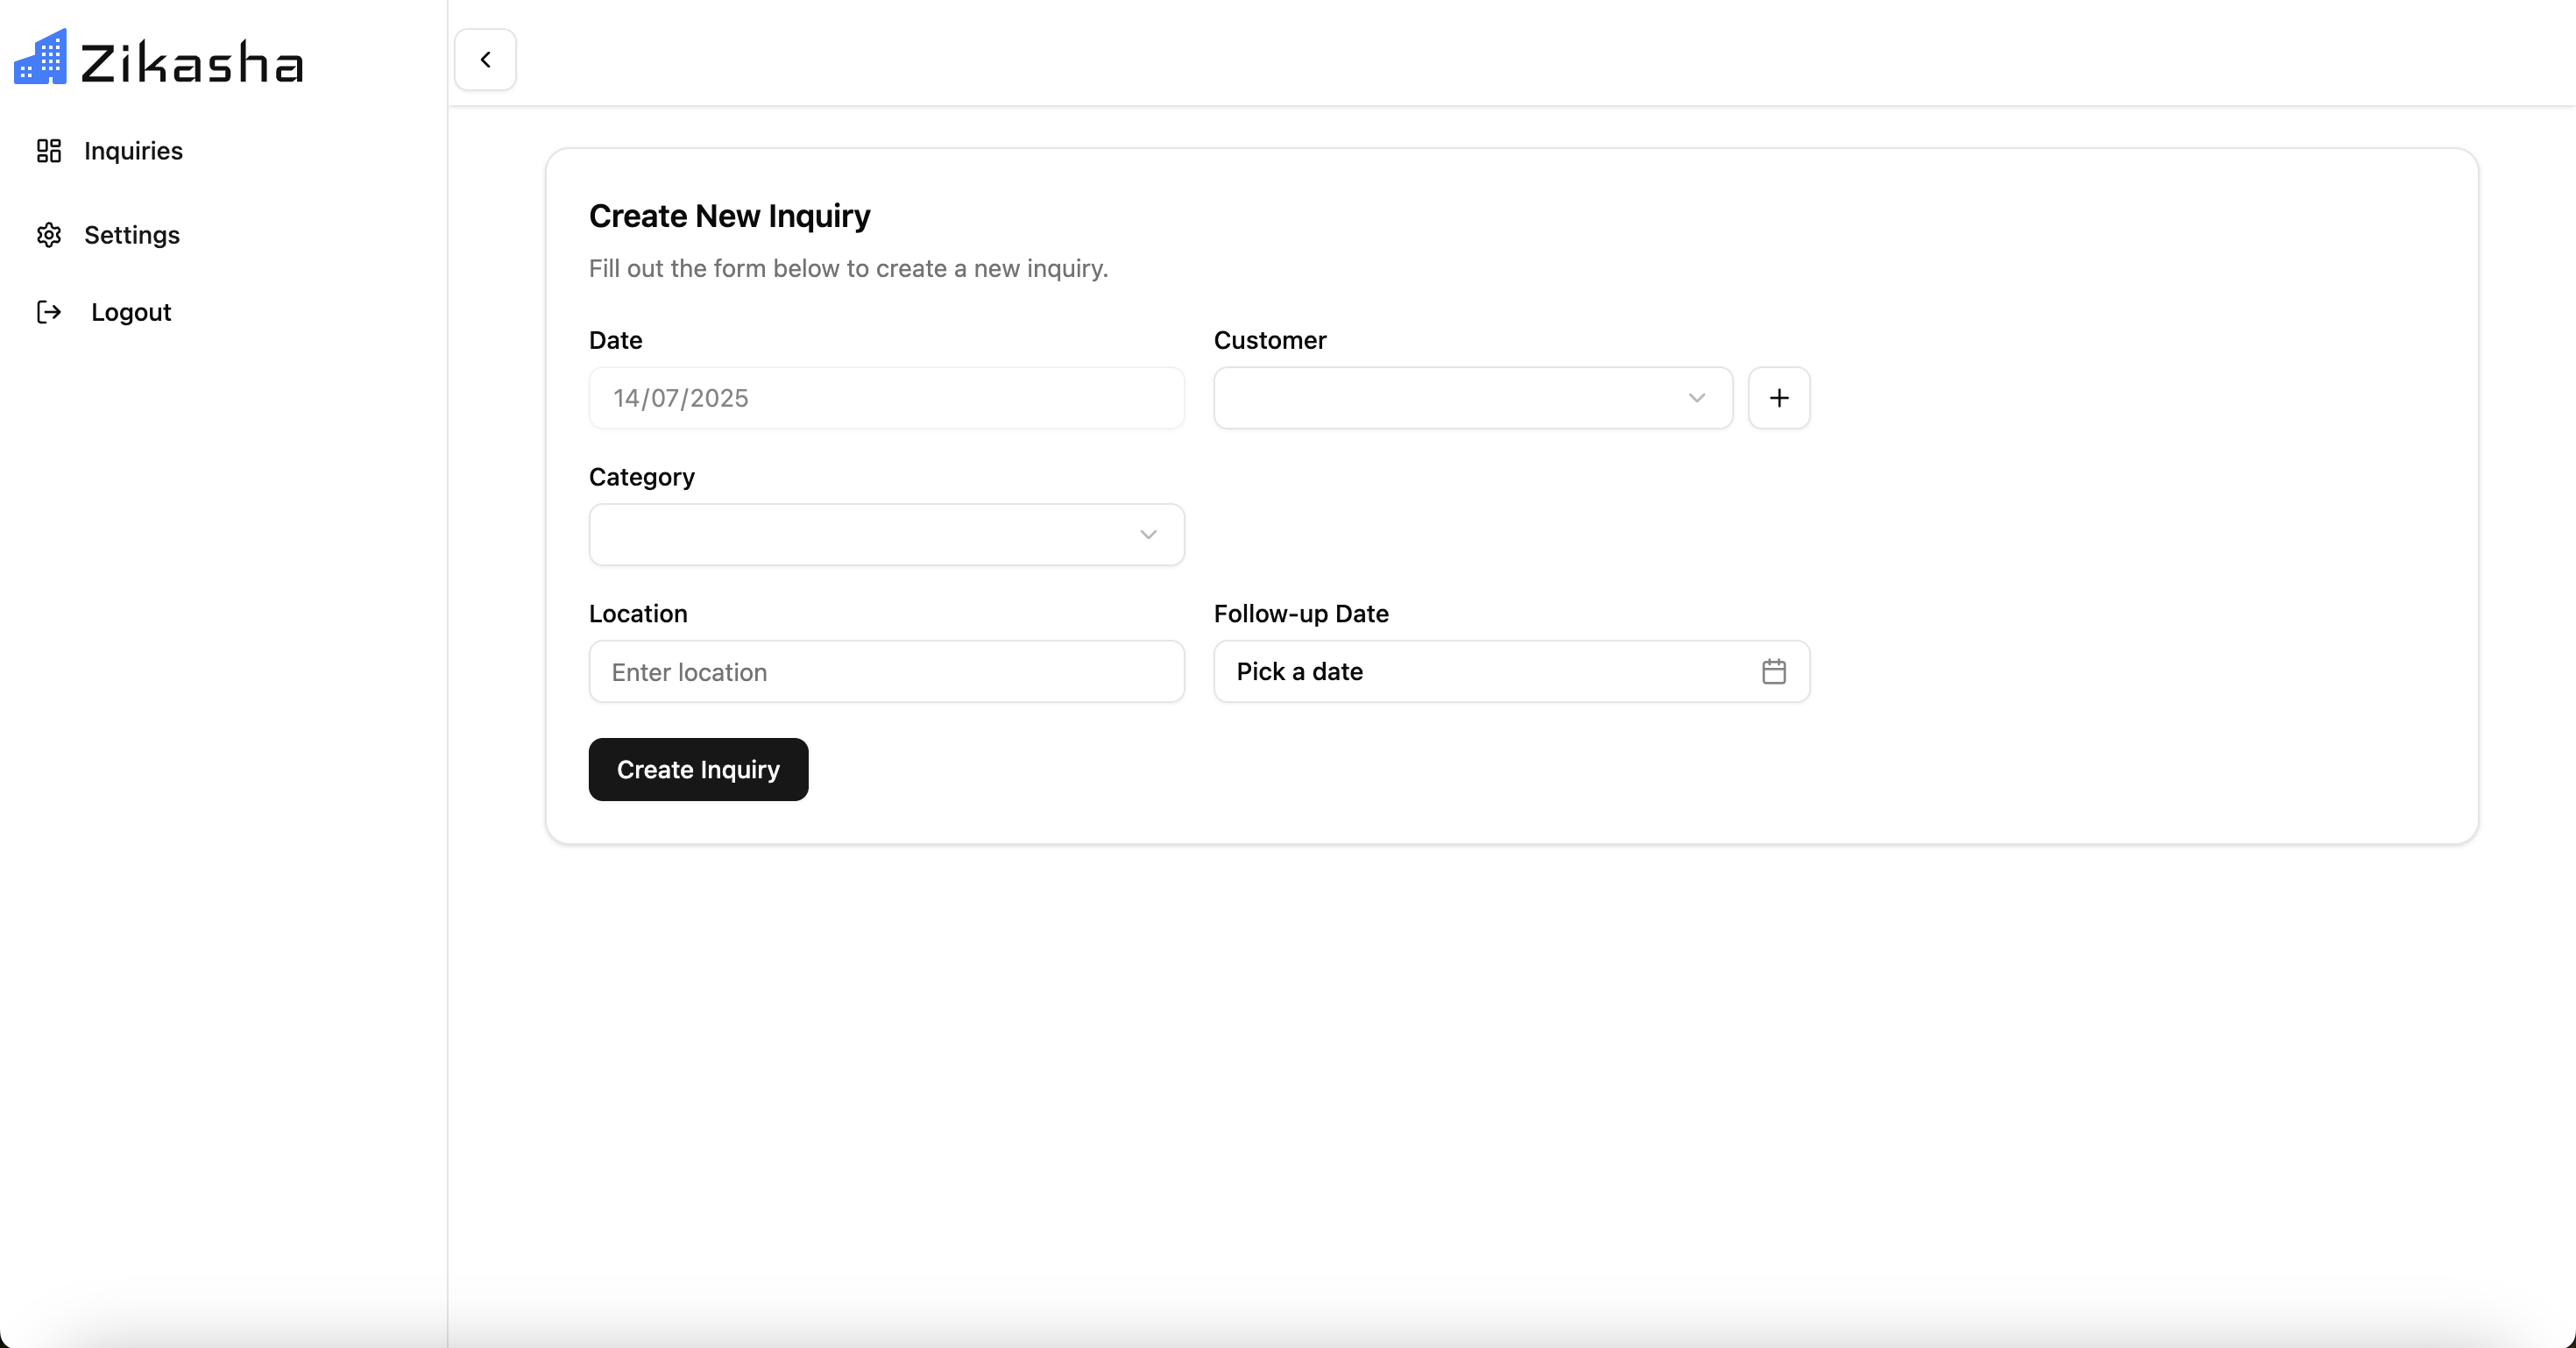 Zikasha
Inquiries
Settings
Logout
Create New Inquiry
Fill out the form below to create a new inquiry.
Date
Customer
14/07/2025
Category
Location
Follow-up Date
Enter location
Pick a date
Create Inquiry